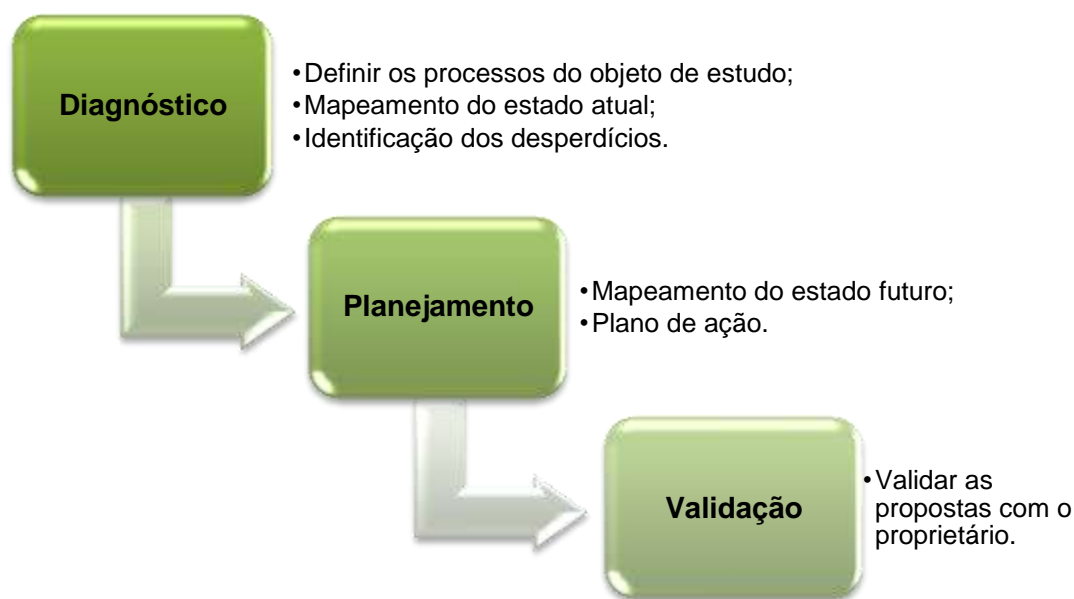 Diagnóstico
•Definir os processos do objeto de estudo;
•Mapeamento do estado atual;
•Identificação dos desperdícios.
Planejamento
•Mapeamento do estado futuro;
•Plano de ação.
Validação
•Validar as
propostas com o
proprietário.